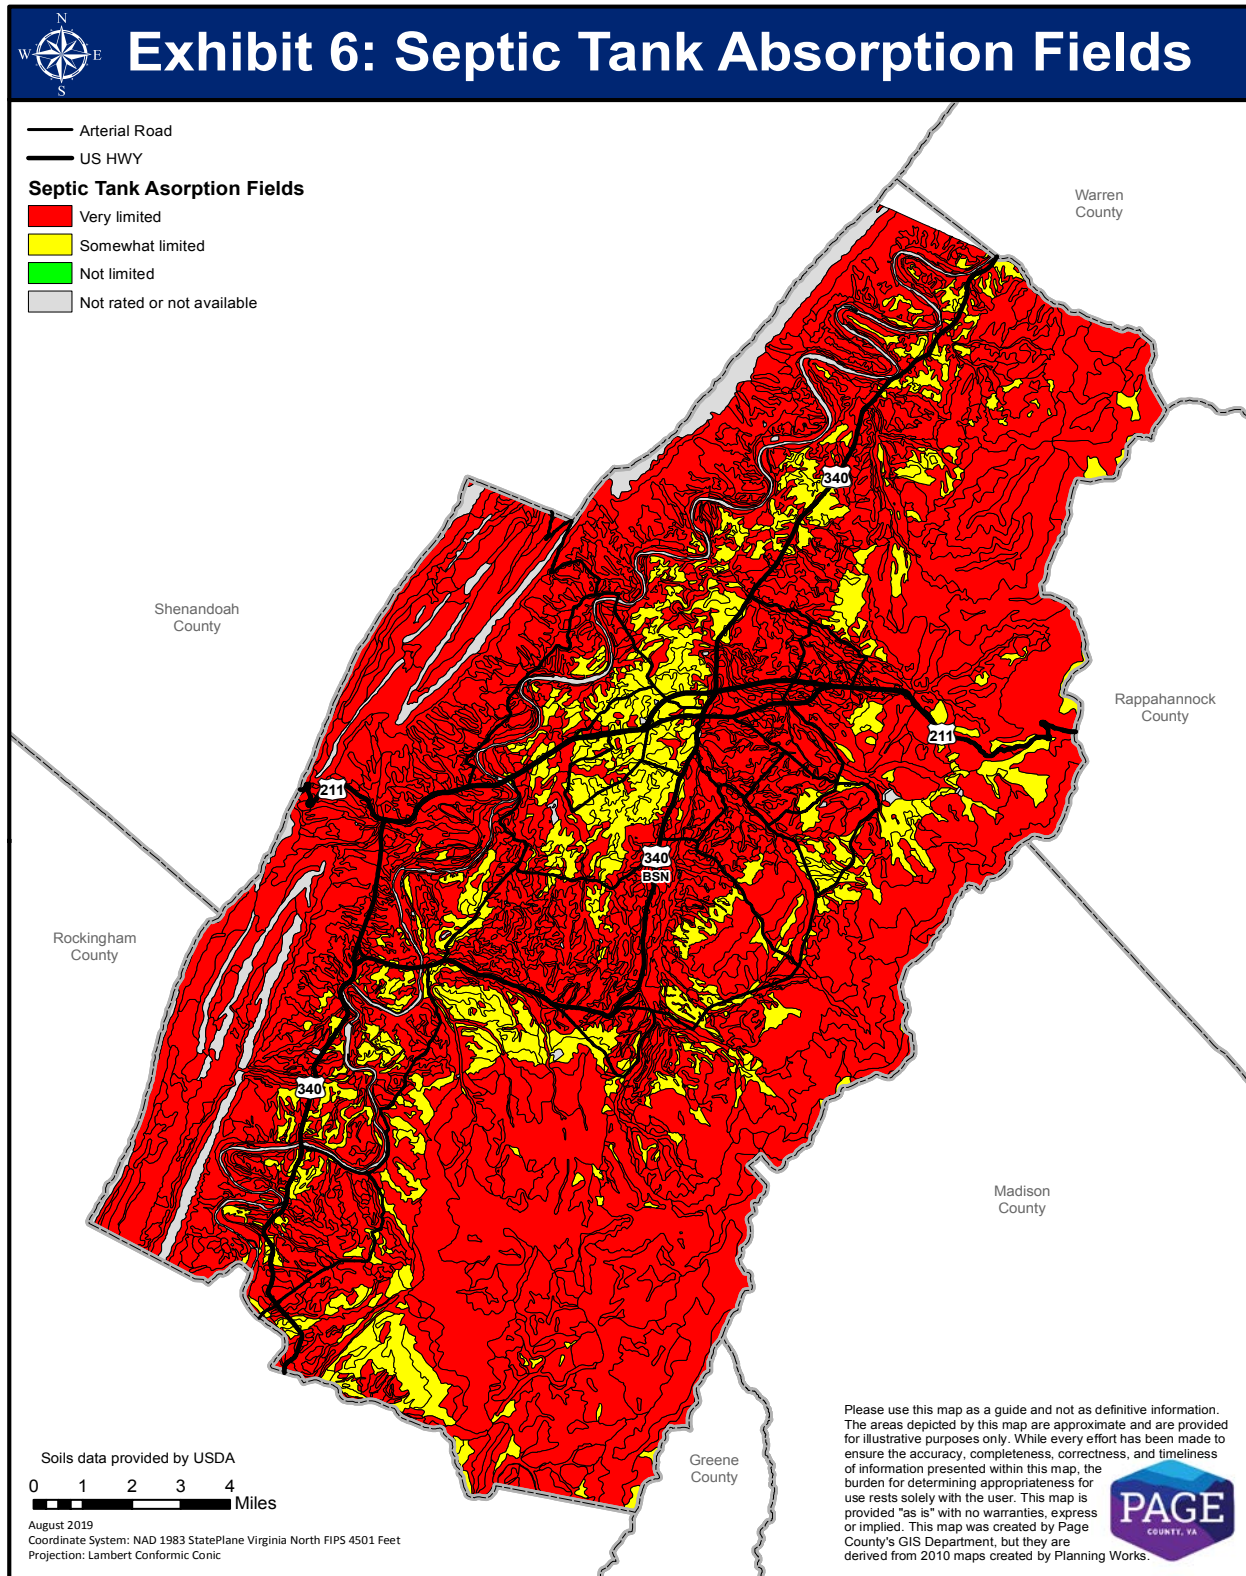 N
W E
S
Exhibit 6: Septic Tank Absorption Fields
Arterial Road
US HWY
Septic Tank Asorption Fields
Very limited
Somewhat limited
Not limited
Not rated or not available
Warren
County
340
Shenandoah
County
Rappahannock
County
211
211
340
BSN
Rockingham
County
340
Madison
County
Greene
County
Please use this map as a guide and not as definitive information.
The areas depicted by this map are approximate and are provided
for illustrative purposes only. While every effort has been made to
ensure the accuracy, completeness, correctness, and timeliness
of information presented within this map, the
burden for determining appropriateness for
use rests solely with the user. This map is
provided "as is" with no warranties, express
or implied. This map was created by Page
County's GIS Department, but they are
derived from 2010 maps created by Planning Works.
PAGE
COUNTY, VA
Soils data provided by USDA
0 1 2 3 4
Miles
August 2019
Coordinate System: NAD 1983 StatePlane Virginia North FIPS 4501 Feet
Projection: Lambert Conformic Conic